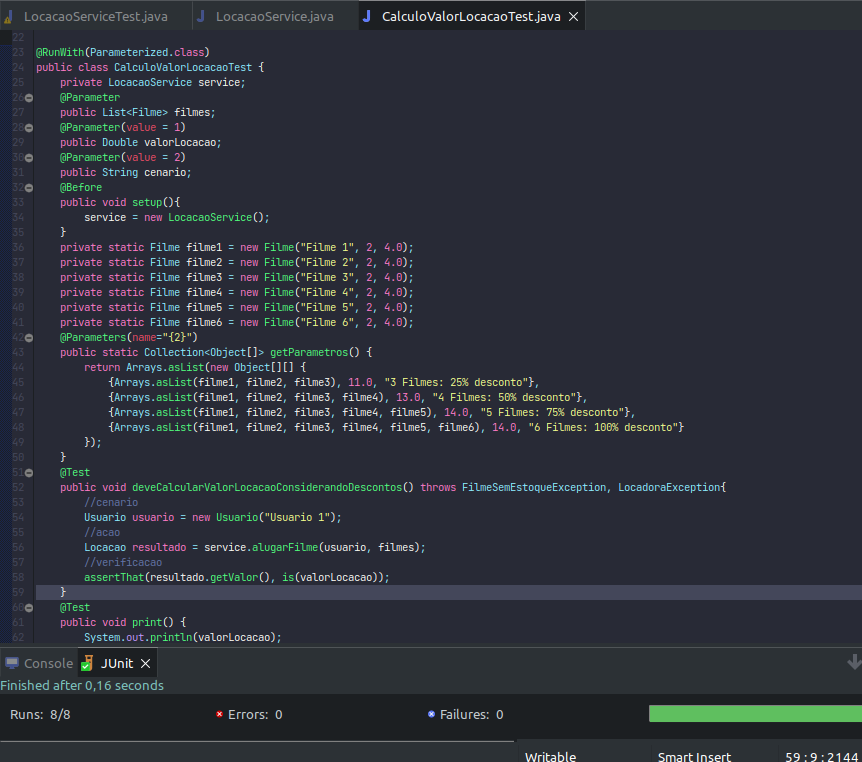 LocacaoServiceTest.java LocacaoService.java CalculoValorLocacaoTest.java
22
23 @RunWith(Parameterized.class)
24 public class CalculoValorLocacaoTest {
25 private LocacaoService service;
26 @Parameter
27 public List<Filme> filmes;
28 @Parameter(value = 1)
29 public Double valorLocacao;
30 @Parameter(value = 2)
31 public String cenario;
32 @Before
33 public void setup(){
34 service = new LocacaoService();
35 }
36 private static Filme filme1 = new Filme("Filme 1", 2, 4.0);
37 private static Filme filme2 = new Filme("Filme 2", 2, 4.0);
38 private static Filme filme3 = new Filme("Filme 3", 2, 4.0);
39 private static Filme filme4 = new Filme("Filme 4", 2, 4.0);
40 private static Filme filme5 = new Filme("Filme 5", 2, 4.0);
41 private static Filme filme6 = new Filme("Filme 6", 2, 4.0);
42 @Parameters(name="{2}")
43 public static Collection<Object[]> getParametros() {
44 return Arrays.asList(new Object[][] {
45 {Arrays.asList(filme1, filme2, filme3), 11.0, "3 Filmes: 25% desconto"},
46 {Arrays.asList(filme1, filme2, filme3, filme4), 13.0, "4 Filmes: 50% desconto"},
47 {Arrays.asList(filme1, filme2, filme3, filme4, filme5), 14.0, "5 Filmes: 75% desconto"},
48 {Arrays.asList(filme1, filme2, filme3, filme4, filme5, filme6), 14.0, "6 Filmes: 100% desconto"}
49 });
50 }
51 @Test
52 public void deveCalcularValorLocacaoConsiderandoDescontos() throws FilmeSemEstoqueException, LocadoraException{
53 //cenario
54 Usuario usuario = new Usuario("Usuario 1");
55 //acao
56 Locacao resultado = service.alugarFilme(usuario, filmes);
57 //verificacao
58 assertThat(resultado.getValor(), is(valorLocacao));
59 }
60 @Test
61 public void print() {
62 System.out.println(valorLocacao);
Console JUnit
Finished after 0,16 seconds
Runs: 8/8 Errors: 0 Failures: 0
Writable Smart Insert 59 : 9 : 2144